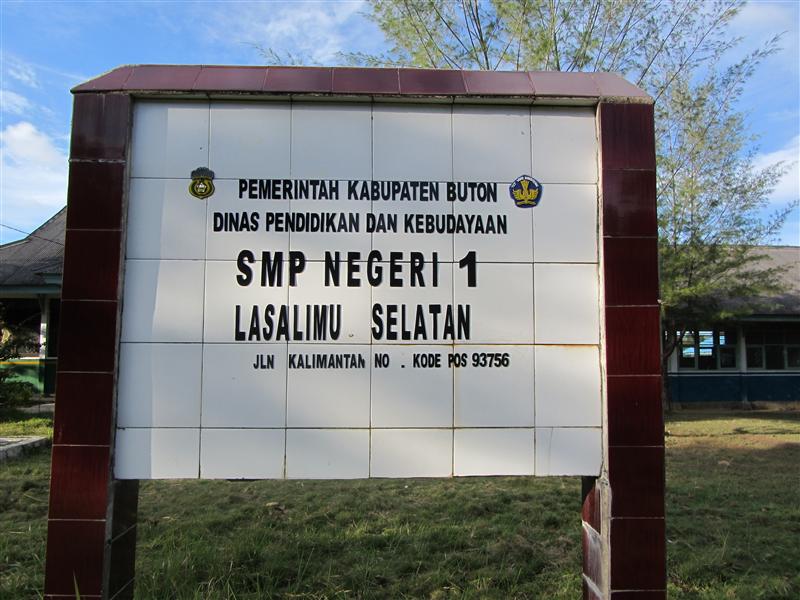 PEMERINTAH KABUPATEN BUTON
DINAS PENDIDIKAN DAN KEBUDAYAAN
SMP NEGERI 1
LASALIMU SELATAN
JLN KALIMANTAN NO . KODE POS 93756